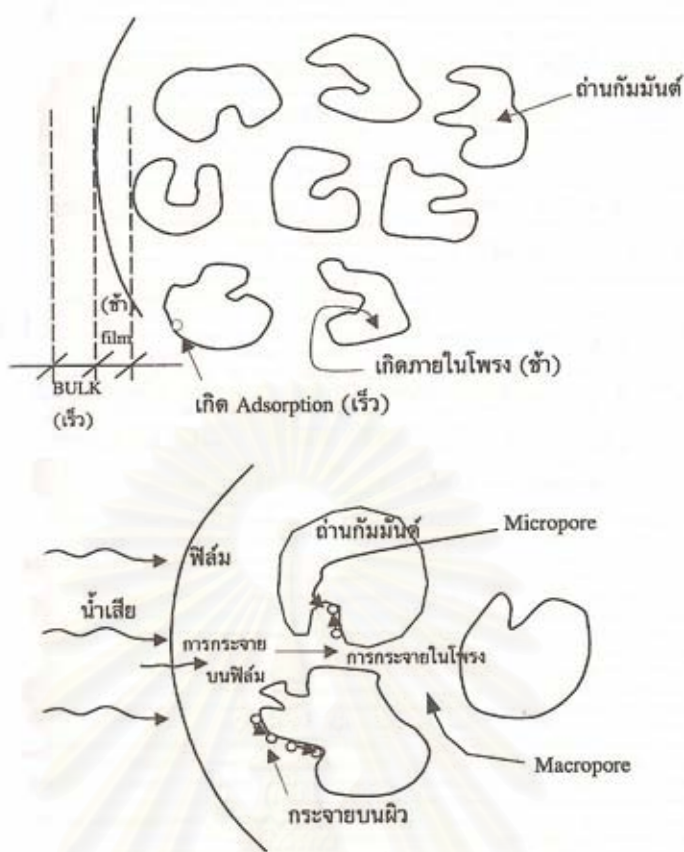 ถ่านกัมมันต์
(ช้า)
film
BULK
(เร็ว)
เกิด Adsorption (เร็ว)
เกิดภายในโพรง (ช้า)
ถ่านกัมมันต์
Micropore
ฟิล์ม
น้ำเสีย
การกระจาย
บนฟิล์ม
การกระจายในโพรง
Macropore
กระจายบนผิว